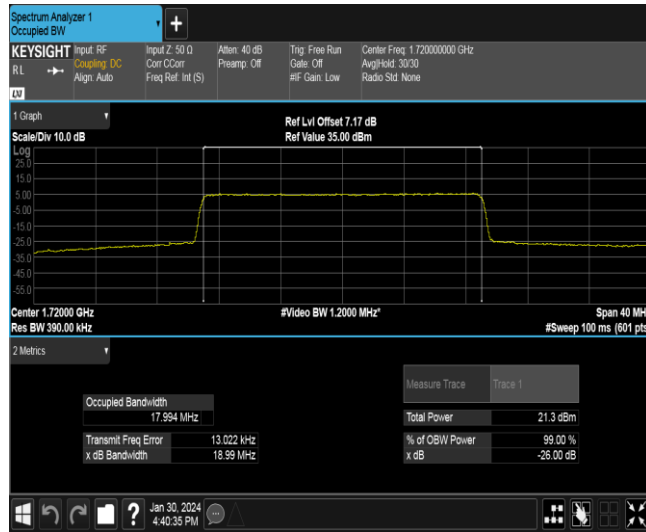 Spectrum Analyzer 1
Occupied BW
KEYSIGHT
RL
LXI
Input: RF
Coupling: DC
Align: Auto
Input Z: 50 Ω
Corr CCorr
Freq Ref: Int (S)
Atten: 40 dB
Preamp: Off
Trig: Free Run
Gate: Off
#IF Gain: Low
Center Freq: 1.720000000 GHz
Avg|Hold: 30/30
Radio Std: None
1 Graph
Scale/Div 10.0 dB
Ref Lvl Offset 7.17 dB
Ref Value 35.00 dBm
Log
25.0
15.0
5.00
-5.00
-15.0
-25.0
-35.0
-45.0
-55.0
Center 1.72000 GHz
Res BW 390.00 kHz
#Video BW 1.2000 MHz*
Span 40 MH
#Sweep 100 ms (601 pts
2 Metrics
Measure Trace Trace 1
Occupied Bandwidth
17.994 MHz
Total Power 21.3 dBm
Transmit Freq Error 13.022 kHz
% of OBW Power 99.00 %
x dB Bandwidth 18.99 MHz
x dB -26.00 dB
?
Jan 30, 2024
4:40:35 PM